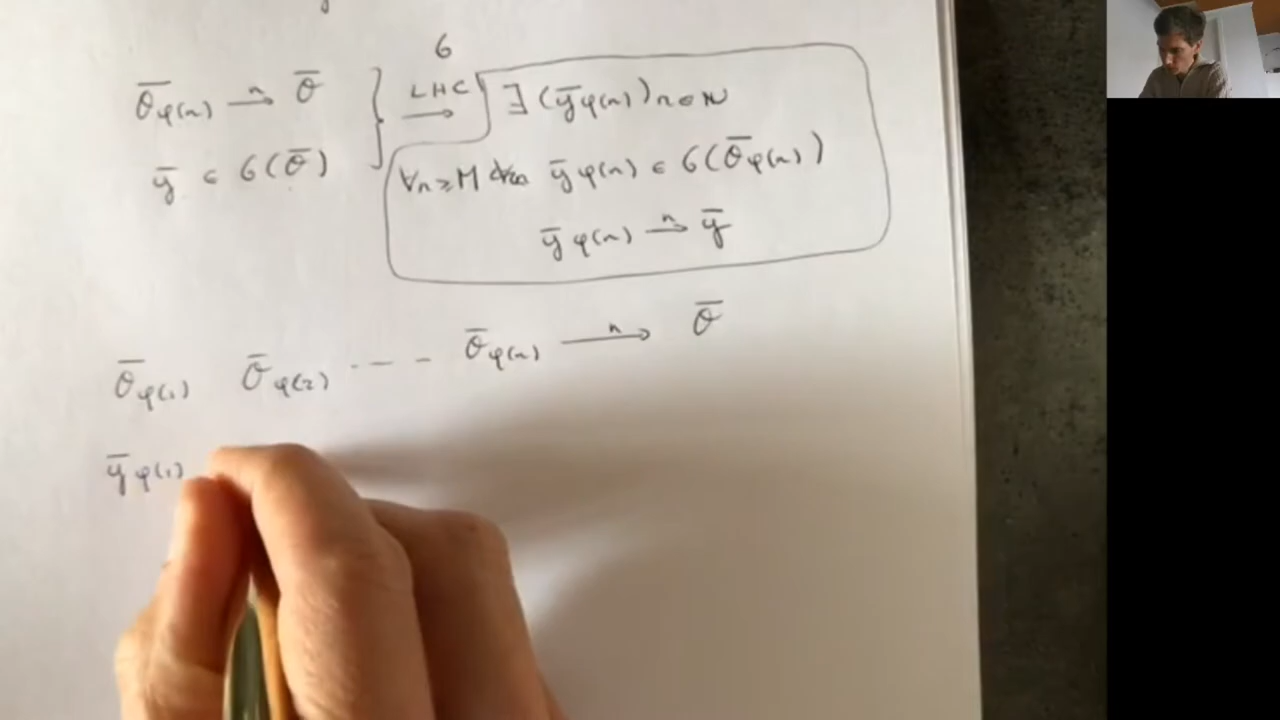 G
θ̄φ(n) →ⁿ θ̄ } LHC → ∃ (ȳφ(n))n∈ℕ
ȳ ∈ G(θ̄) ∀n≥M ȳφ(n) ∈ G(θ̄φ(n))
ȳφ(n) →ⁿ ȳ
θ̄φ(1) θ̄φ(2) --- θ̄φ(n) →ⁿ θ̄
ȳφ(1)